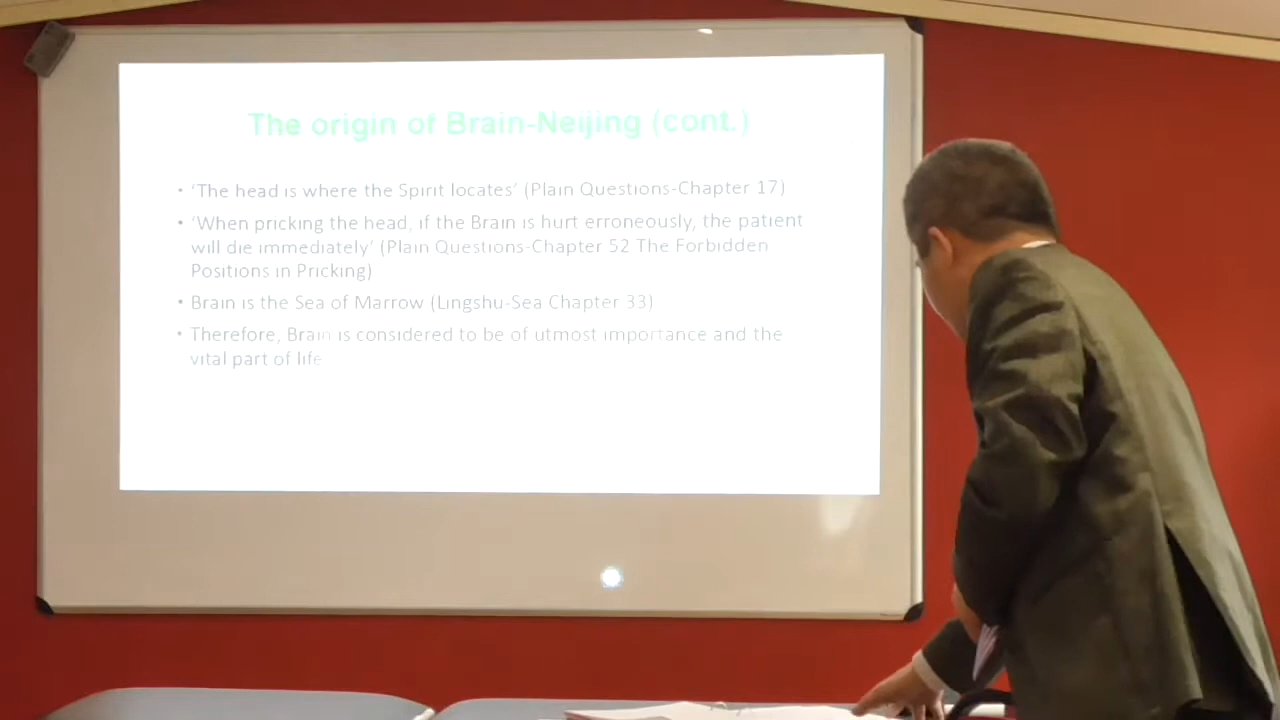 The origin of Brain-Neijing (cont.)
• ‘The head is where the Spirit locates’ (Plain Questions-Chapter 17)
• ‘When pricking the head, if the Brain is hurt erroneously, the patient
will die immediately’ (Plain Questions-Chapter 52 The Forbidden
Positions in Pricking)
• Brain is the Sea of Marrow (Lingshu-Sea Chapter 33)
• Therefore, Brain is considered to be of utmost importance and the
vital part of life